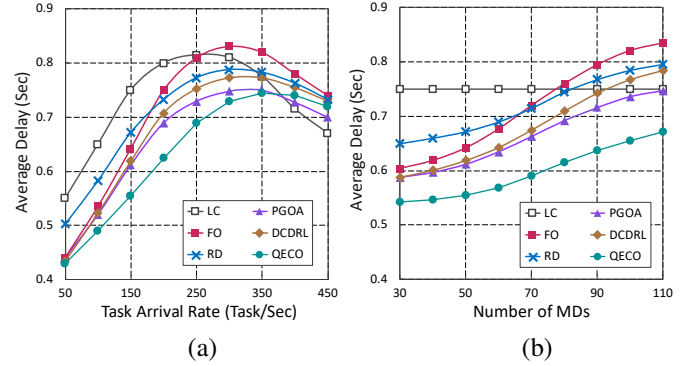 0.9
0.8
0.7
0.6
0.5
0.4
Average Delay (Sec)
LC
PGOA
FO
DCDRL
RD
QECO
50
150
250
350
450
Task Arrival Rate (Task/Sec)
(a)
0.9
0.8
0.7
0.6
0.5
0.4
Average Delay (Sec)
LC
PGOA
FO
DCDRL
RD
QECO
30
50
70
90
110
Number of MDs
(b)